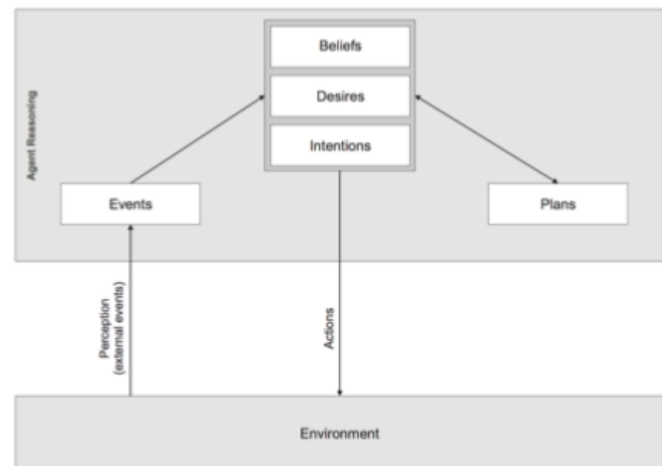 Beliefs
Desires
Intentions
Agent Reasoning
Events
Plans
Perception
(external events)
Actions
Environment